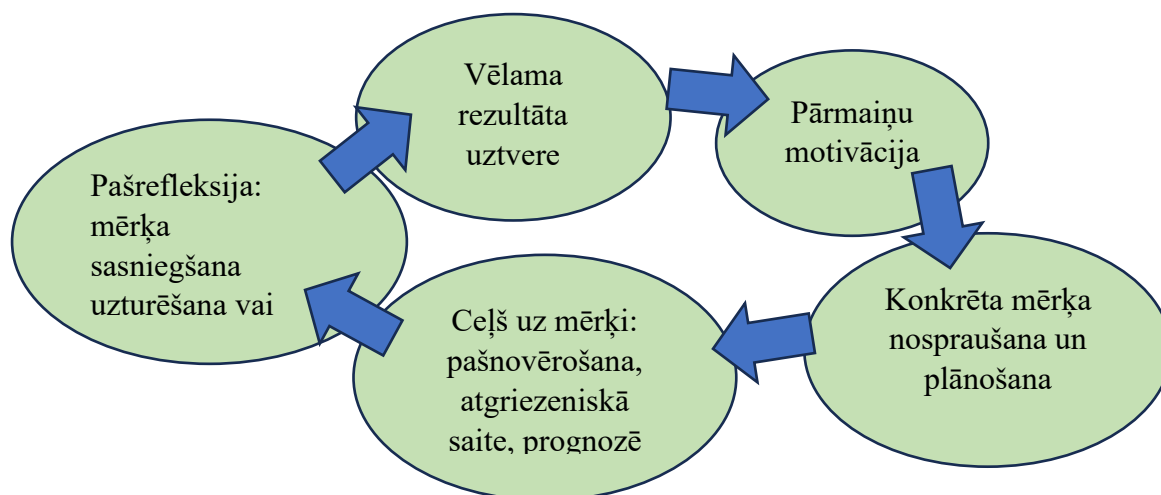 Vēlama
rezultāta
uztvere
Pārmaiņu
motivācija
Konkrēta mērķa
nospraušana un
plānošana
Ceļš uz mērķi:
pašnovērošana,
atgriezeniskā
saite, prognozē
Pašrefleksija:
mērķa
sasniegšana
uzturēšana vai